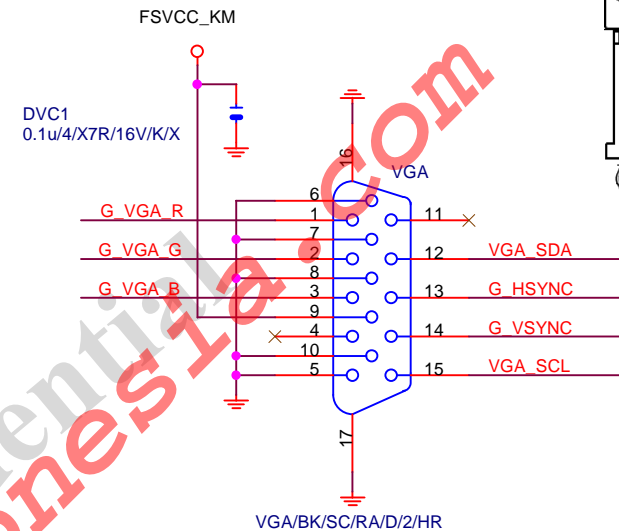 FSVCC_KM
DVC1
0.1u/4/X7R/16V/K/X
16
VGA
6
G_VGA_R 1 11
7
G_VGA_G 2 12 VGA_SDA
8
G_VGA_B 3 13 G_HSYNC
9
4 14 G_VSYNC
10
5 15 VGA_SCL
17
VGA/BK/SC/RA/D/2/HR